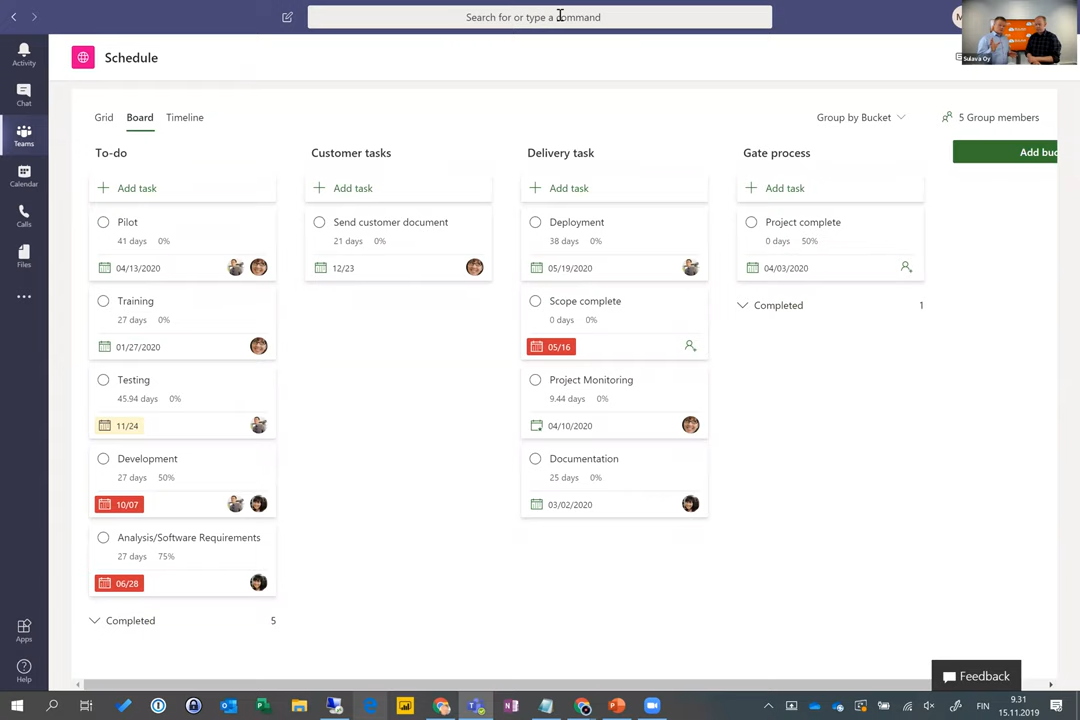 Search for or type a command
M
Sulava Oy
Activity
Chat
Teams
Calendar
Calls
Files
Apps
Help
Schedule
Grid Board Timeline
Group by Bucket
5 Group members
To-do
Add task
Pilot
41 days 0%
04/13/2020
Training
27 days 0%
01/27/2020
Testing
45.94 days 0%
11/24
Development
27 days 50%
10/07
Analysis/Software Requirements
27 days 75%
06/28
Completed 5
Customer tasks
Add task
Send customer document
21 days 0%
12/23
Delivery task
Add task
Deployment
38 days 0%
05/19/2020
Scope complete
0 days 0%
05/16
Project Monitoring
9.44 days 0%
04/10/2020
Documentation
25 days 0%
03/02/2020
Gate process
Add task
Project complete
0 days 50%
04/03/2020
Completed 1
Add buc
Feedback
FIN
9.31
15.11.2019